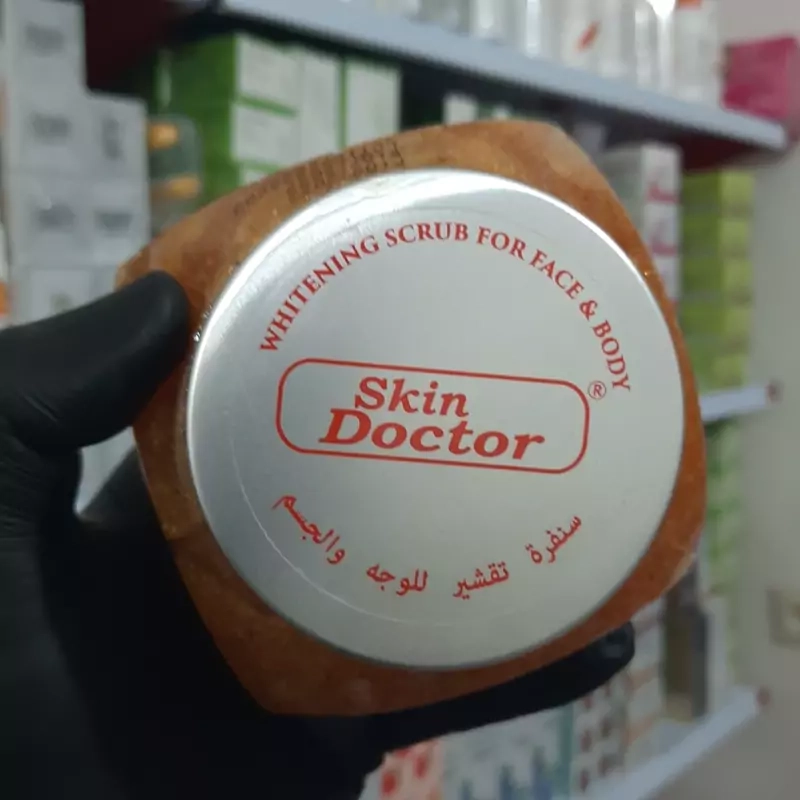 WHITENING SCRUB FOR FACE & BODY
Skin
Doctor®
سنفرة تقشير للوجه والجسم